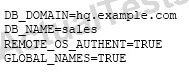 DB_DOMAIN=hq.example.com
DB_NAME=sales
REMOTE_OS_AUTHENT=TRUE
GLOBAL_NAMES=TRUE